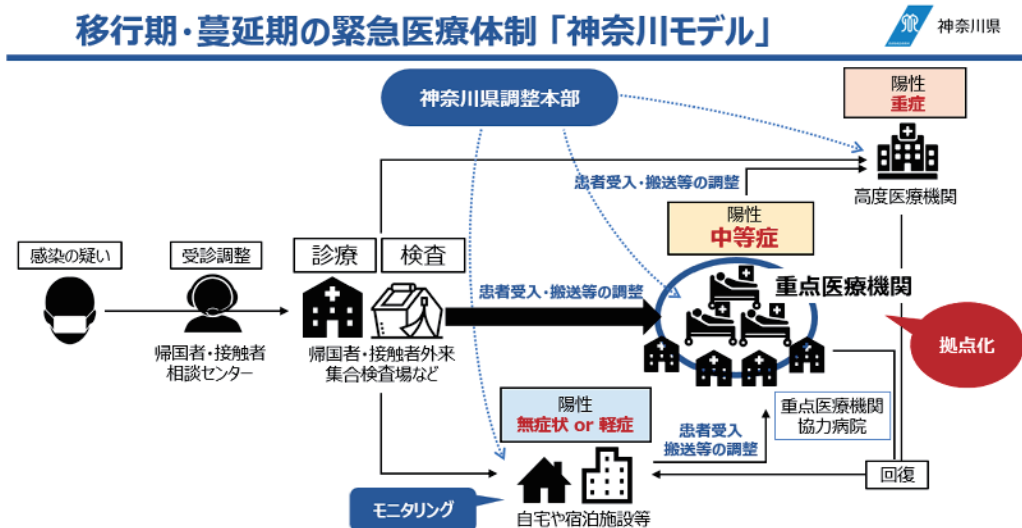 移行期・蔓延期の緊急医療体制「神奈川モデル」
神奈川県
神奈川県調整本部
陽性
重症
高度医療機関
患者受入・搬送等の調整
陽性
中等症
重点医療機関
感染の疑い
受診調整
診療
検査
患者受入・搬送等の調整
帰国者・接触者
相談センター
帰国者・接触者外来
集合検査場など
拠点化
陽性
無症状 or 軽症
患者受入
搬送等の調整
重点医療機関
協力病院
回復
モニタリング
自宅や宿泊施設等